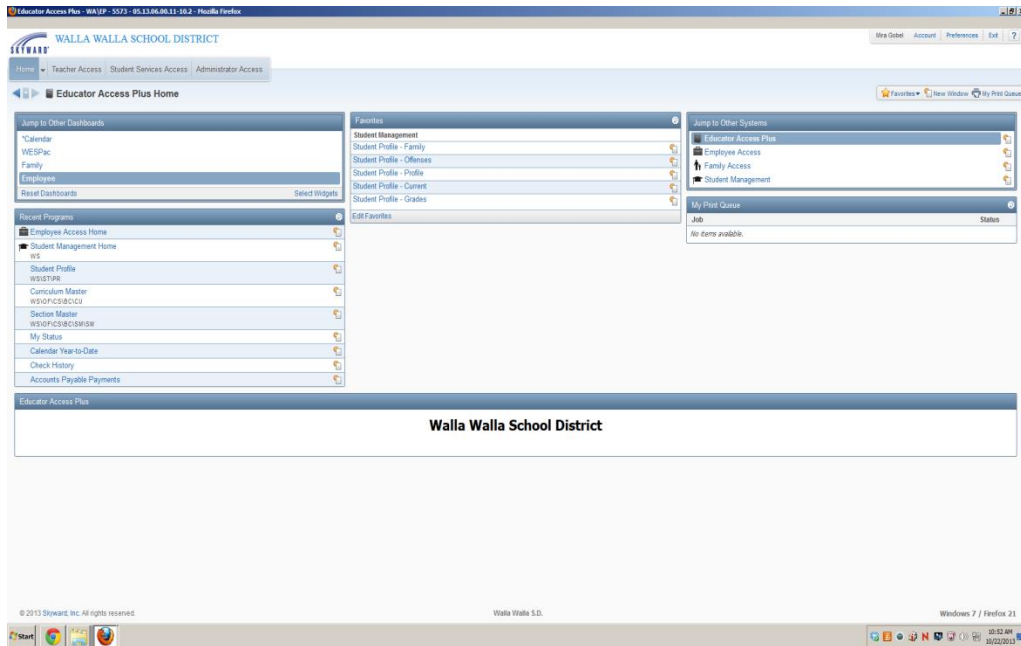 Educator Access Plus - WA\EP - 5573 - 05.13.06.00.11-10.2 - Mozilla Firefox
SKYWARD
WALLA WALLA SCHOOL DISTRICT
Mira Gobel Account Preferences Exit ?
Home Teacher Access Student Services Access Administrator Access
Educator Access Plus Home
Favorites New Window My Print Queue
Jump to Other Dashboards
*Calendar
WESPac
Family
Employee
Reset Dashboards Select Widgets
Recent Programs
Employee Access Home
Student Management Home
WS
Student Profile
WS\ST\PR
Curriculum Master
WS\OF\CS\BC\CU
Section Master
WS\OF\CS\BC\SM\SM
My Status
Calendar Year-to-Date
Check History
Accounts Payable Payments
Favorites
Student Management
Student Profile - Family
Student Profile - Offenses
Student Profile - Profile
Student Profile - Current
Student Profile - Grades
Edit Favorites
Jump to Other Systems
Educator Access Plus
Employee Access
Family Access
Student Management
My Print Queue
Job Status
No items available.
Educator Access Plus
Walla Walla School District
© 2013 Skyward, Inc. All rights reserved.
Walla Walla S.D.
Windows 7 / Firefox 21
Start
10:52 AM
10/22/2013